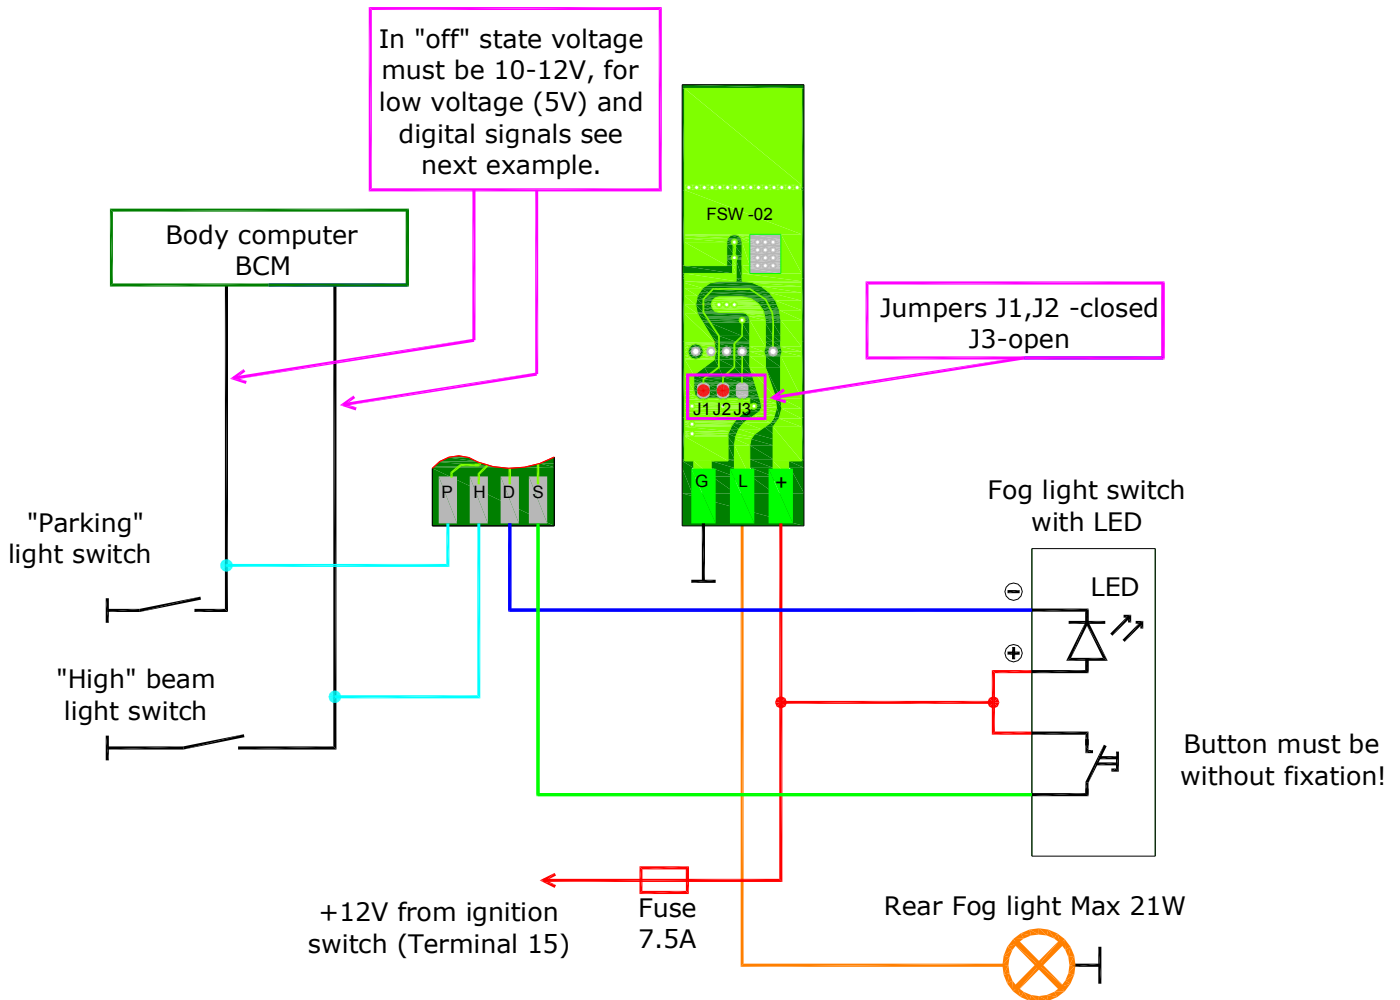 In "off" state voltage
must be 10-12V, for
low voltage (5V) and
digital signals see
next example.
Body computer
BCM
FSW -02
Jumpers J1,J2 -closed
J3-open
J1 J2 J3
P H D S
G L +
"Parking"
light switch
Fog light switch
with LED
LED
"High" beam
light switch
Button must be
without fixation!
+12V from ignition
switch (Terminal 15)
Fuse
7.5A
Rear Fog light Max 21W